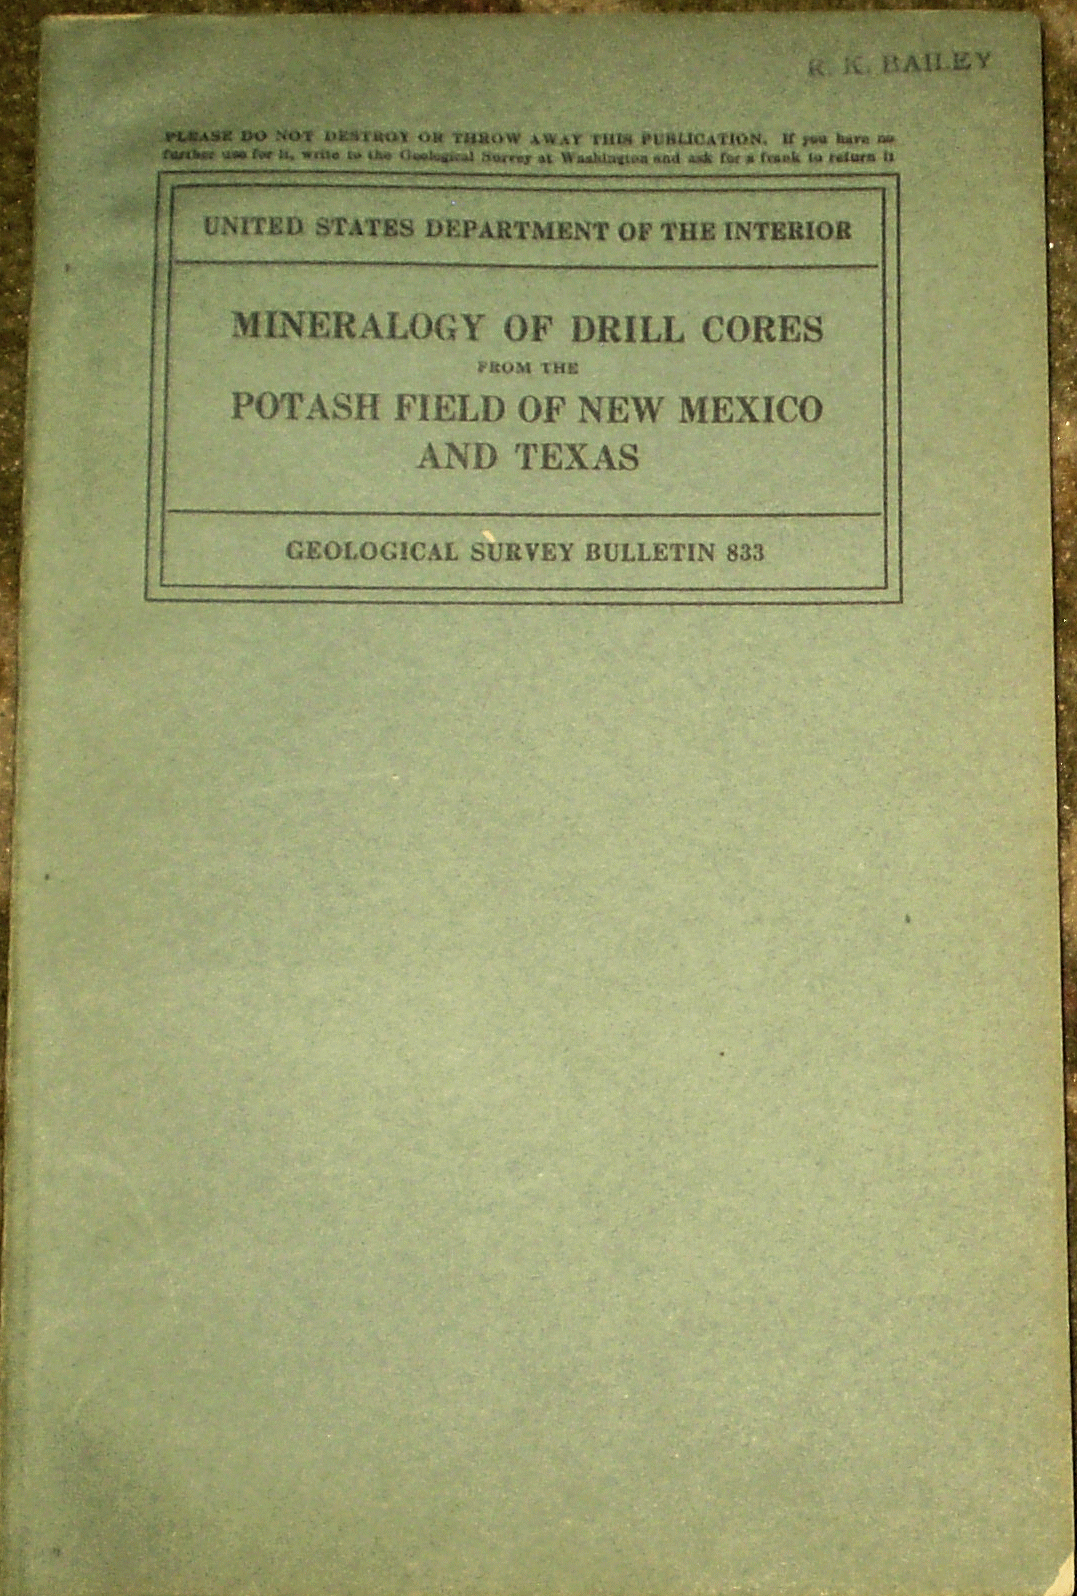 R. K. BAILEY
PLEASE DO NOT DESTROY OR THROW AWAY THIS PUBLICATION. If you have no
further use for it, write to the Geological Survey at Washington and ask for a frank to return it
UNITED STATES DEPARTMENT OF THE INTERIOR
MINERALOGY OF DRILL CORES
FROM THE
POTASH FIELD OF NEW MEXICO
AND TEXAS
GEOLOGICAL SURVEY BULLETIN 833